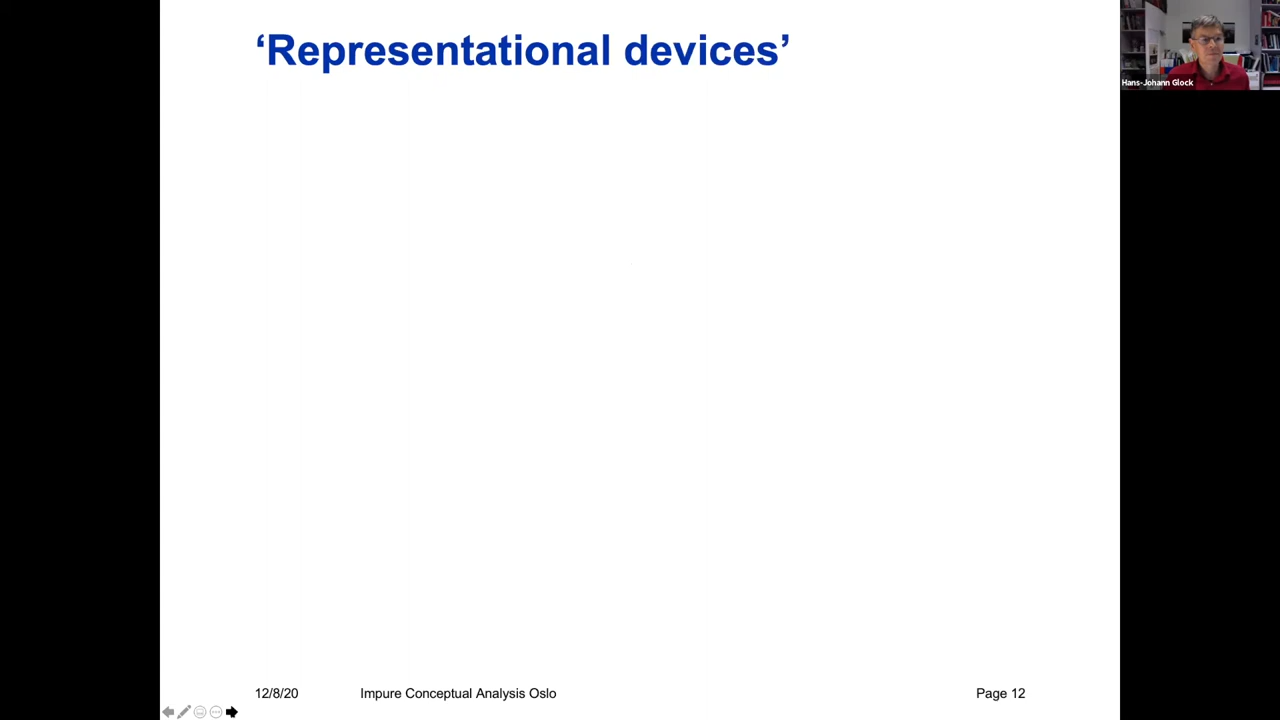 ‘Representational devices’
Hans-Johann Glock
12/8/20 Impure Conceptual Analysis Oslo Page 12